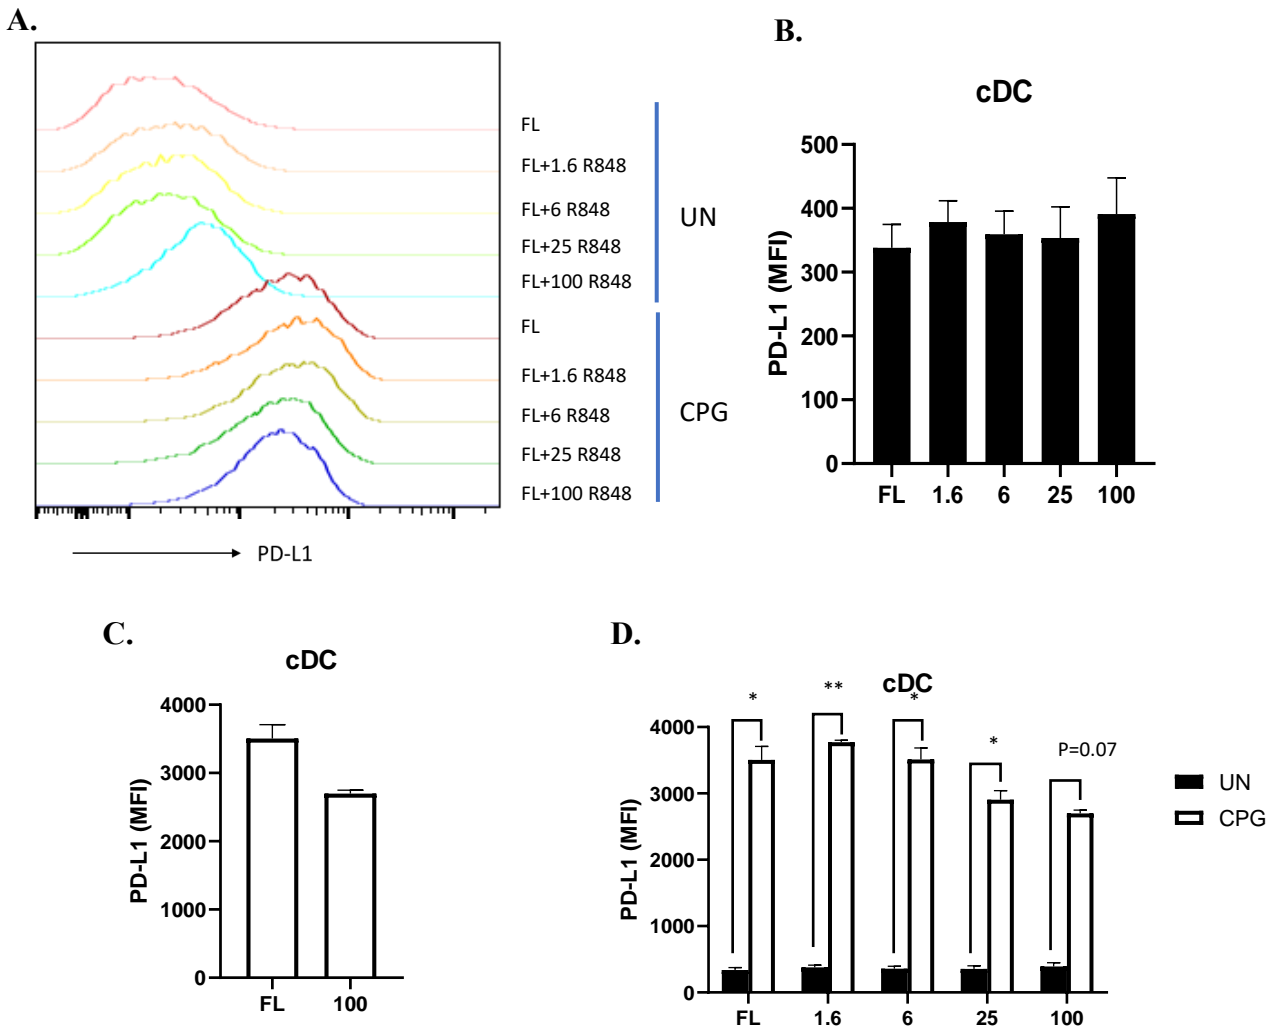 A.
FL
FL+1.6 R848
FL+6 R848
FL+25 R848
FL+100 R848
UN
FL
FL+1.6 R848
FL+6 R848
FL+25 R848
FL+100 R848
CPG
PD-L1
B.
cDC
PD-L1 (MFI)
500
400
300
200
100
0
FL 1.6 6 25 100
C.
cDC
PD-L1 (MFI)
4000
3000
2000
1000
0
FL 100
D.
cDC
* ** * * P=0.07
PD-L1 (MFI)
4000
3000
2000
1000
0
FL 1.6 6 25 100
UN
CPG